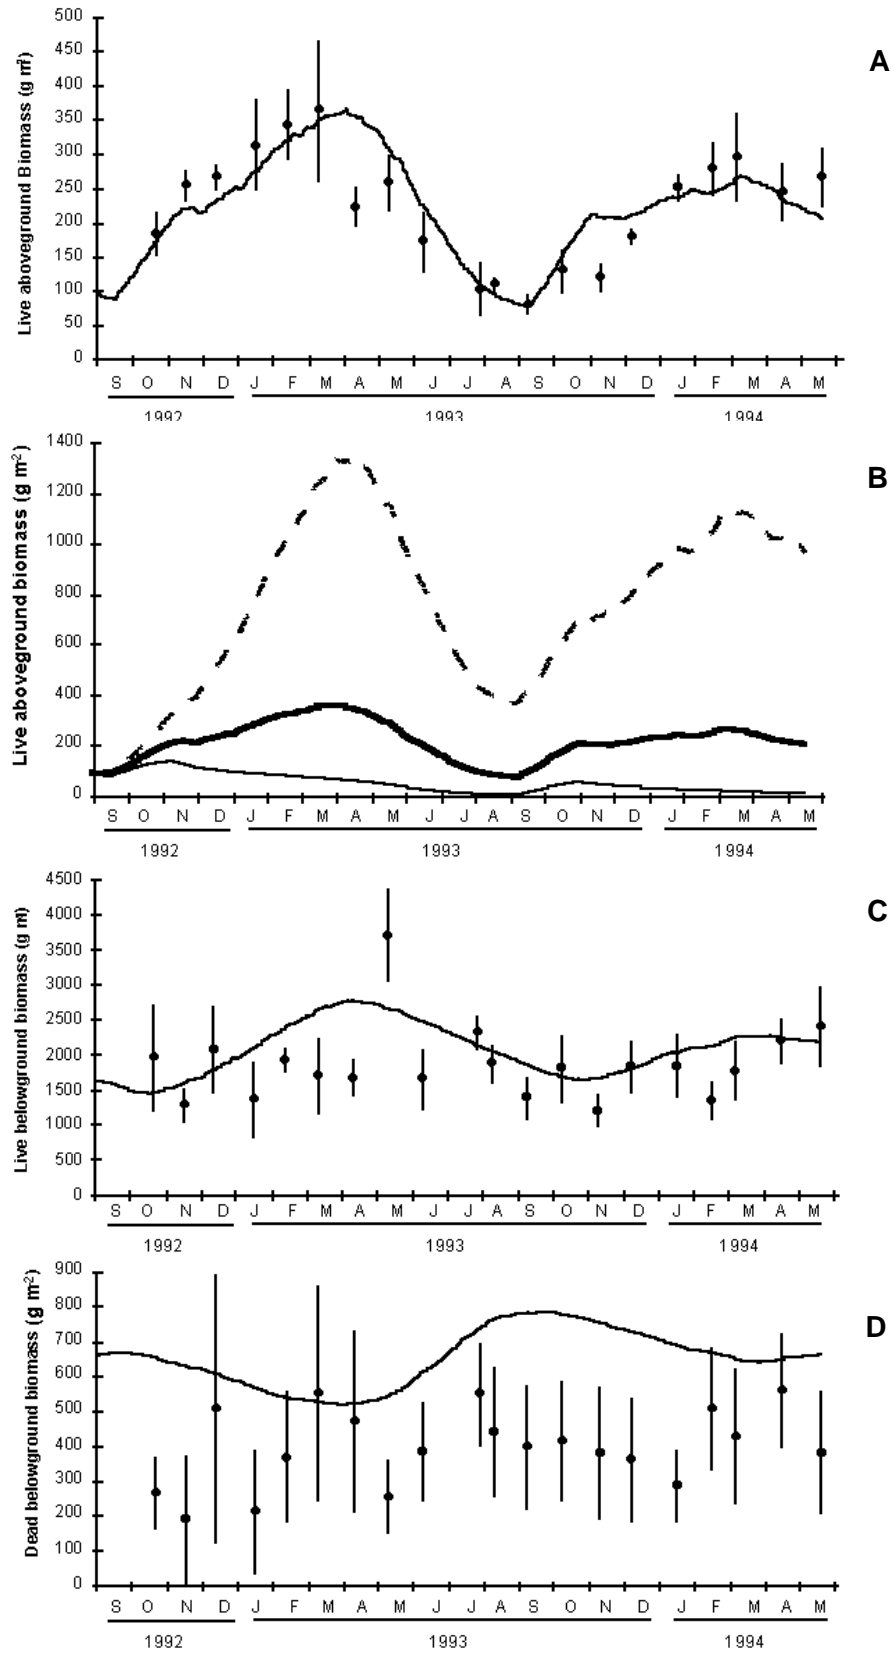 A
Live aboveground Biomass (g m²)
500
450
400
350
300
250
200
150
100
50
0
S O N D J F M A M J J A S O N D J F M A M
1992 1993 1994
B
Live aboveground biomass (g m⁻²)
1400
1200
1000
800
600
400
200
0
S O N D J F M A M J J A S O N D J F M A M
1992 1993 1994
C
Live belowground biomass (g m²)
4500
4000
3500
3000
2500
2000
1500
1000
500
0
S O N D J F M A M J J A S O N D J F M A M
1992 1993 1994
D
Dead belowground biomass (g m⁻²)
900
800
700
600
500
400
300
200
100
0
S O N D J F M A M J J A S O N D J F M A M
1992 1993 1994